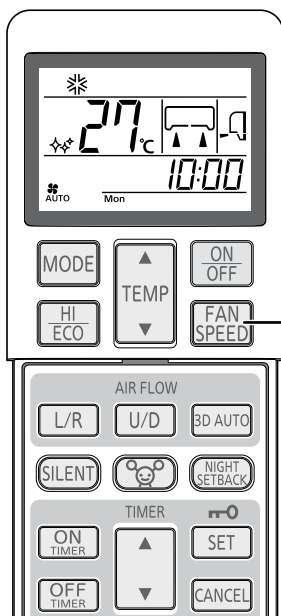 27°C
10:00
AUTO
Mon
MODE
TEMP
ON
OFF
HI
ECO
FAN
SPEED
AIR FLOW
L/R
U/D
3D AUTO
SILENT
NIGHT
SETBACK
TIMER
ON
TIMER
SET
OFF
TIMER
CANCEL